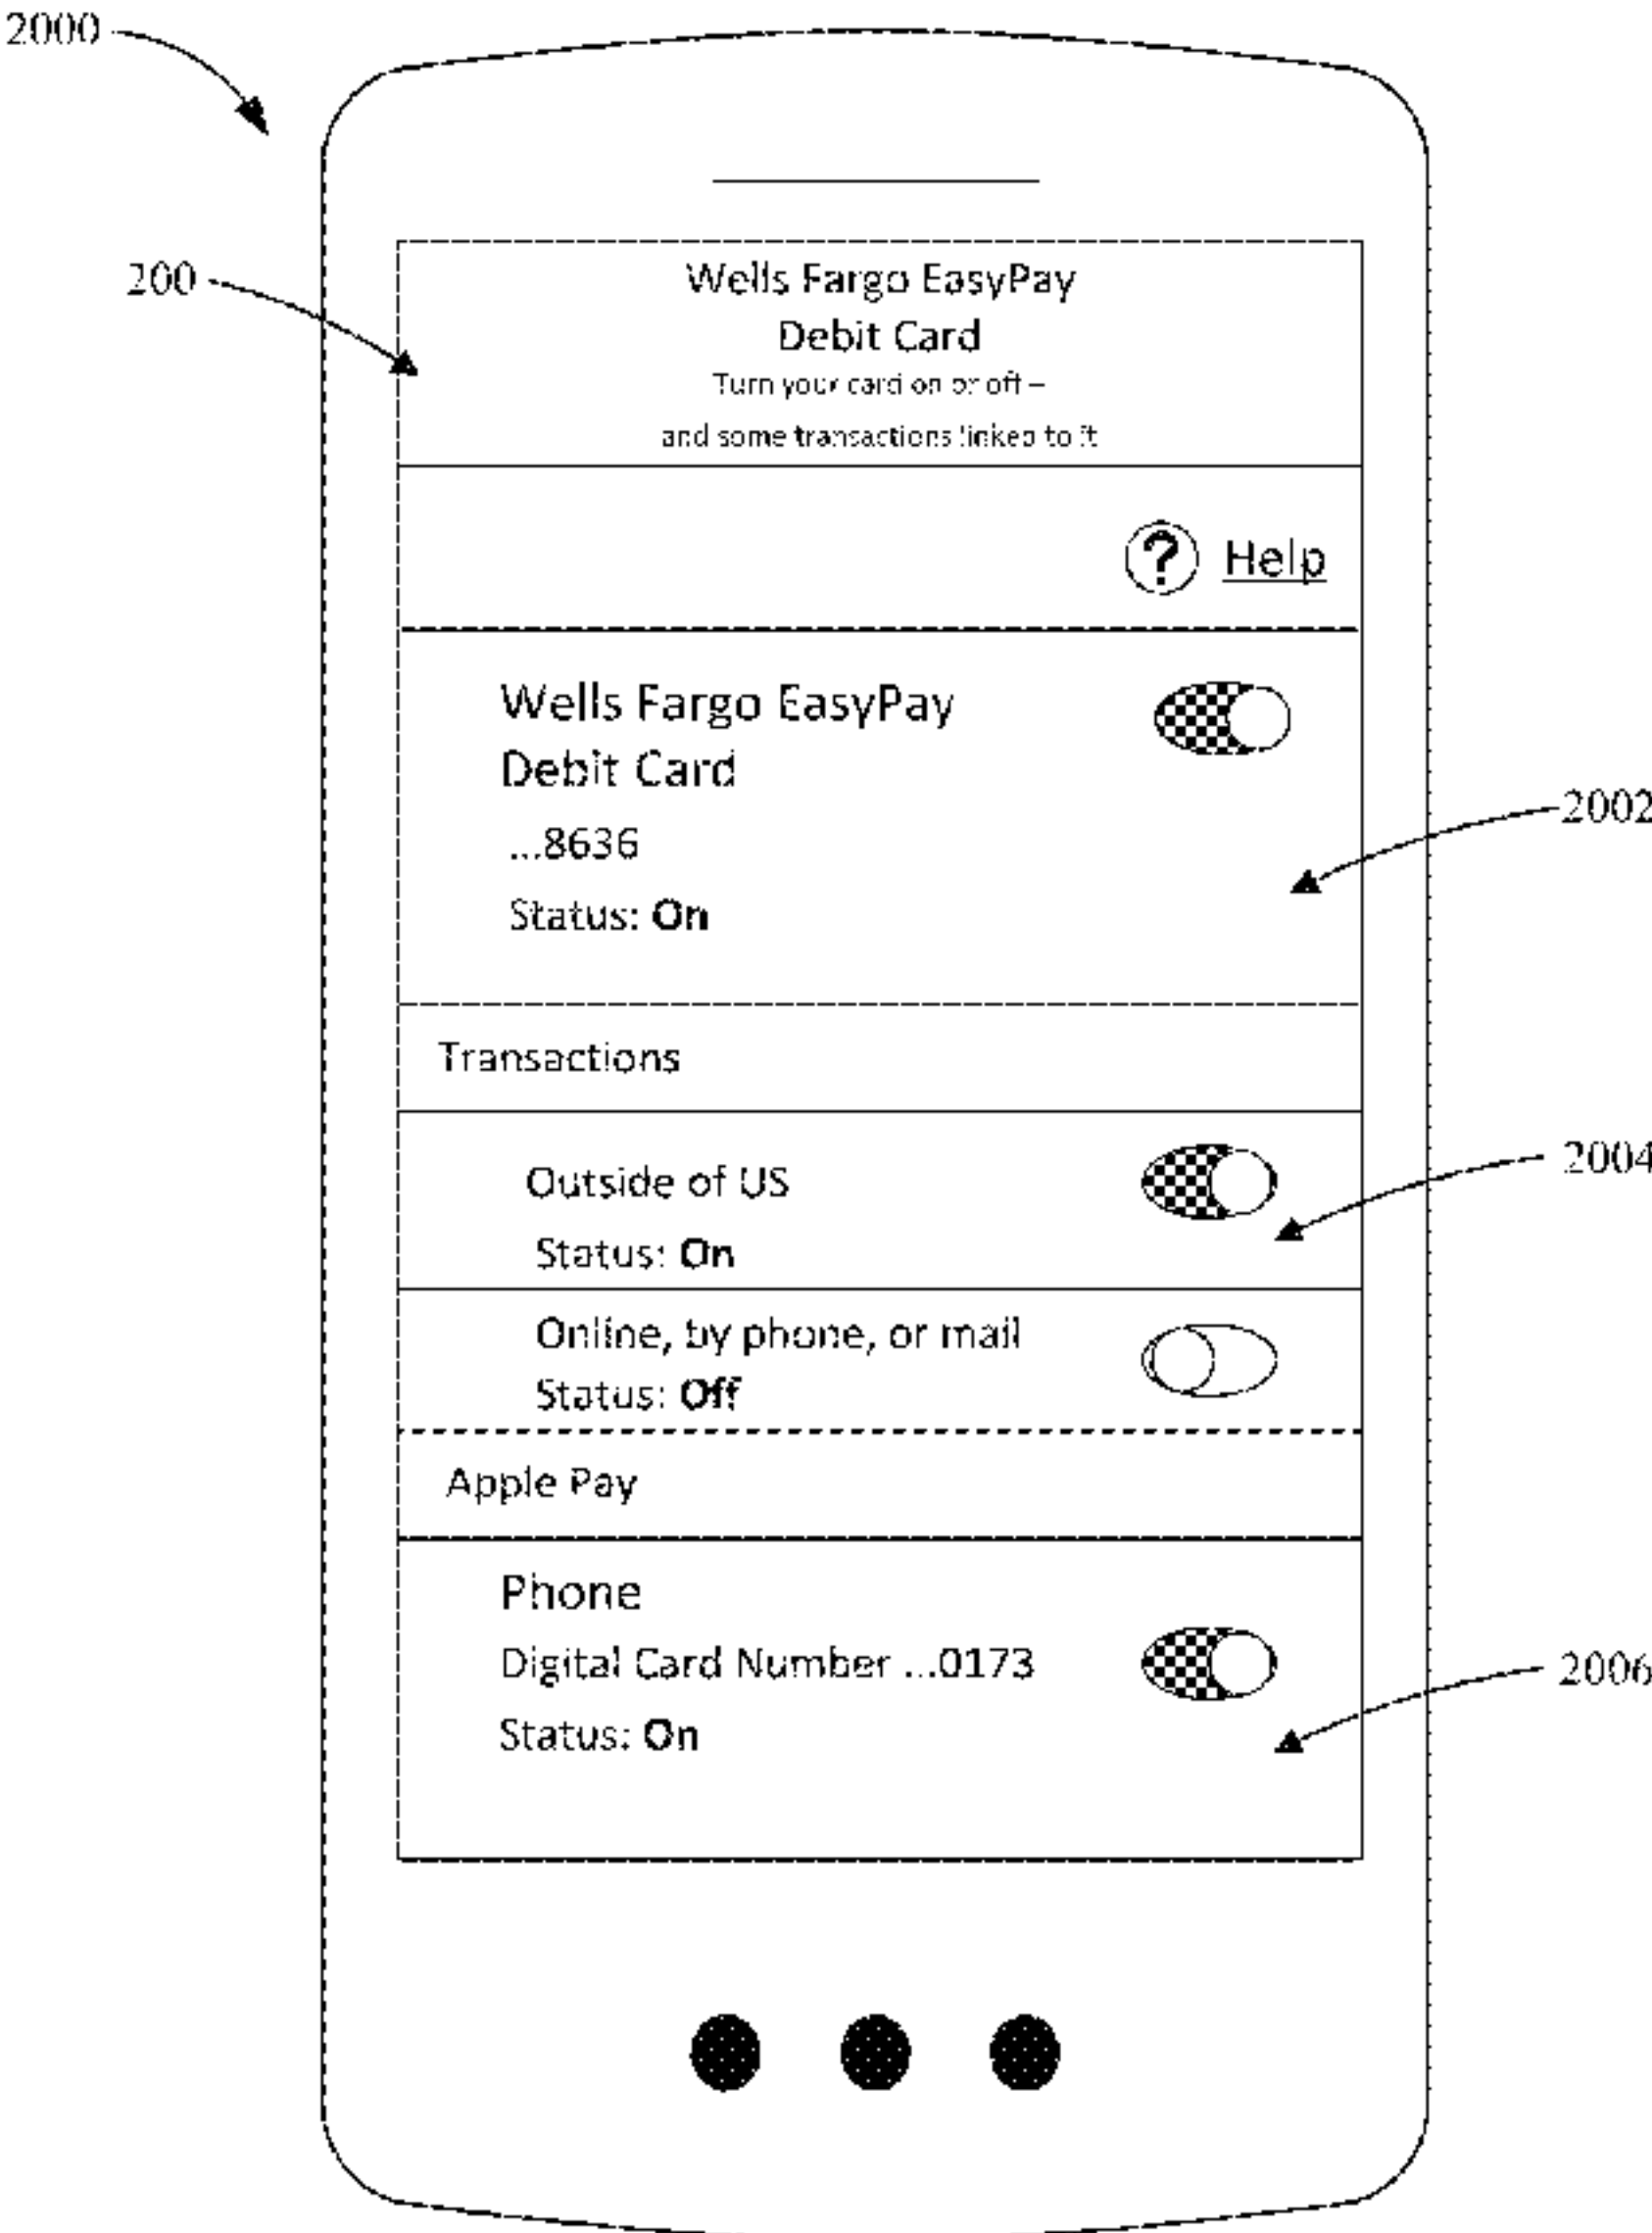 2000
200
Wells Fargo EasyPay
Debit Card
Turn your card on or off –
and some transactions linked to it
? Help
Wells Fargo EasyPay
Debit Card
...8636
Status: On
2002
Transactions
Outside of US
Status: On
2004
Online, by phone, or mail
Status: Off
Apple Pay
Phone
Digital Card Number ...0173
Status: On
2006